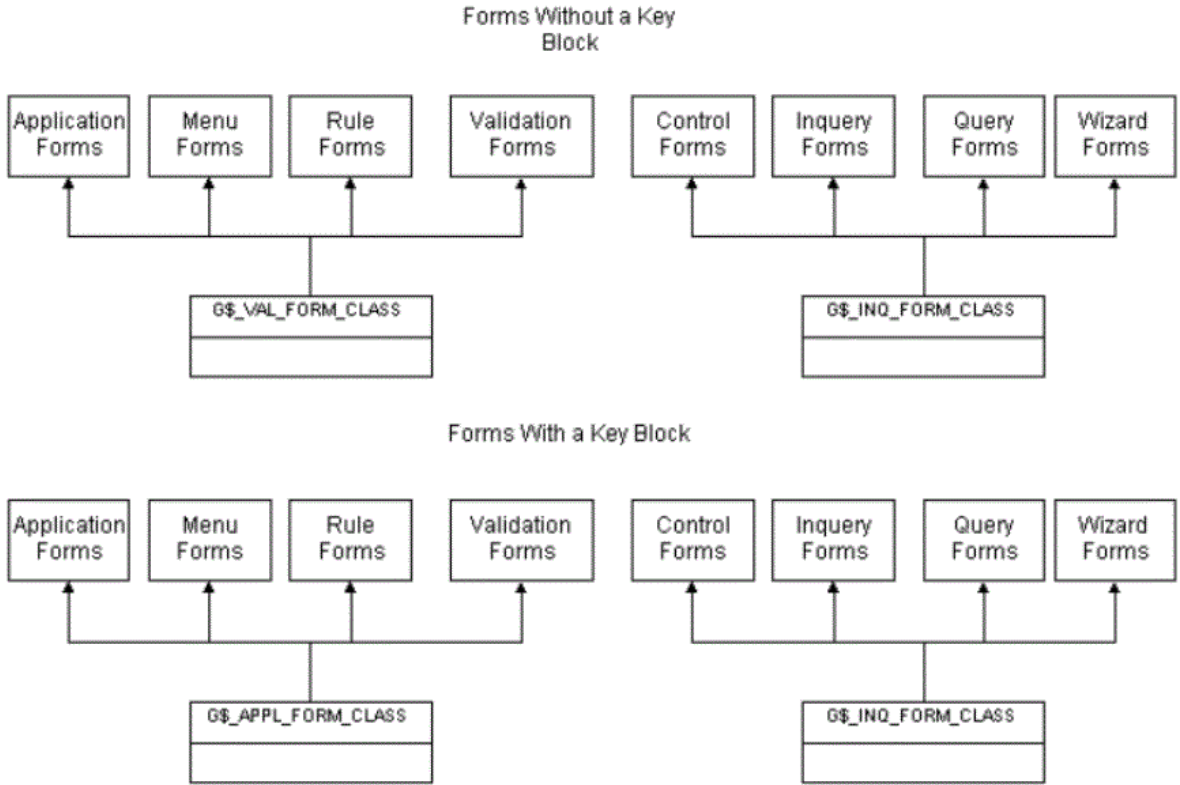 Forms Without a Key
Block
Application
Forms
Menu
Forms
Rule
Forms
Validation
Forms
Control
Forms
Inquery
Forms
Query
Forms
Wizard
Forms
G$_VAL_FORM_CLASS
G$_INQ_FORM_CLASS
Forms With a Key Block
Application
Forms
Menu
Forms
Rule
Forms
Validation
Forms
Control
Forms
Inquery
Forms
Query
Forms
Wizard
Forms
G$_APPL_FORM_CLASS
G$_INQ_FORM_CLASS